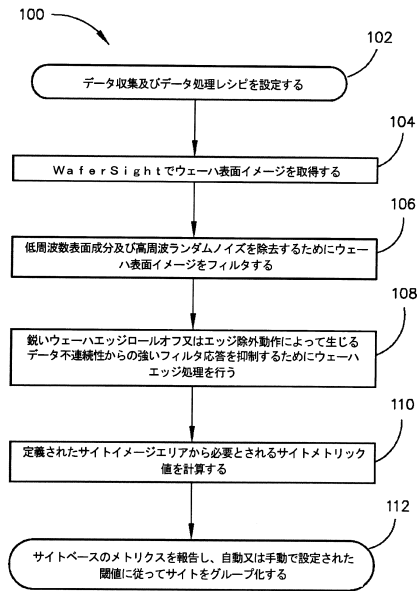 100
102
データ収集及びデータ処理レシピを設定する
104
WaferSightでウェーハ表面イメージを取得する
106
低周波数表面成分及び高周波ランダムノイズを除去するためにウェー
ハ表面イメージをフィルタする
108
鋭いウェーハエッジロールオフ又はエッジ除外動作によって生じる
データ不連続性からの強いフィルタ応答を抑制するためにウェーハ
エッジ処理を行う
110
定義されたサイトイメージエリアから必要とされるサイトメトリック
値を計算する
112
サイトベースのメトリクスを報告し、自動又は手動で設定された
閾値に従ってサイトをグループ化する